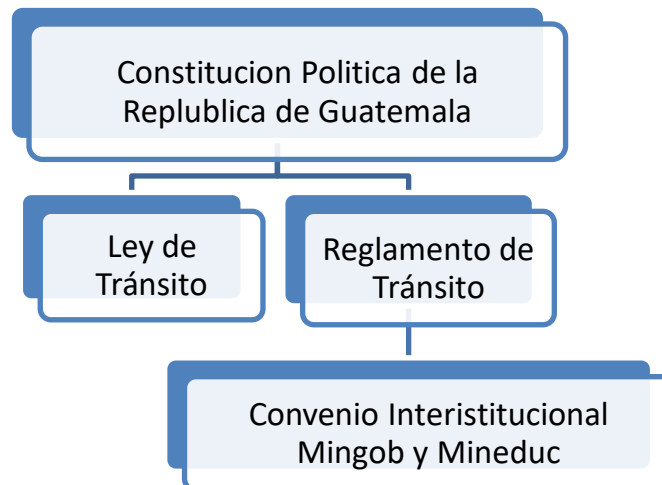 Constitucion Politica de la
Replublica de Guatemala
Ley de
Tránsito
Reglamento de
Tránsito
Convenio Interistitucional
Mingob y Mineduc